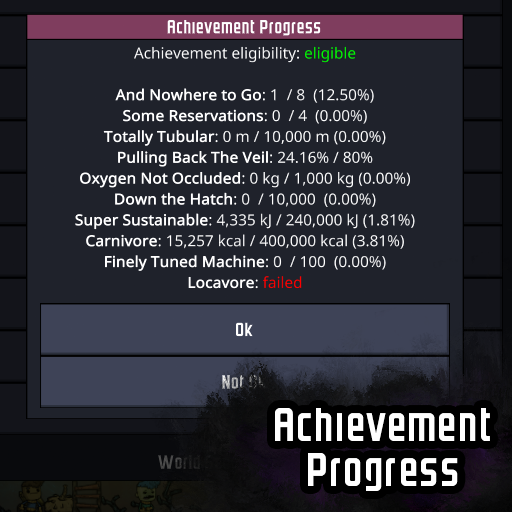 Achievement Progress
Achievement eligibility: eligible
And Nowhere to Go: 1 / 8 (12.50%)
Some Reservations: 0 / 4 (0.00%)
Totally Tubular: 0 m / 10,000 m (0.00%)
Pulling Back The Veil: 24.16% / 80%
Oxygen Not Occluded: 0 kg / 1,000 kg (0.00%)
Down the Hatch: 0 / 10,000 (0.00%)
Super Sustainable: 4,335 kJ / 240,000 kJ (1.81%)
Carnivore: 15,257 kcal / 400,000 kcal (3.81%)
Finely Tuned Machine: 0 / 100 (0.00%)
Locavore: failed
Ok
Not
World
Achievement
Progress